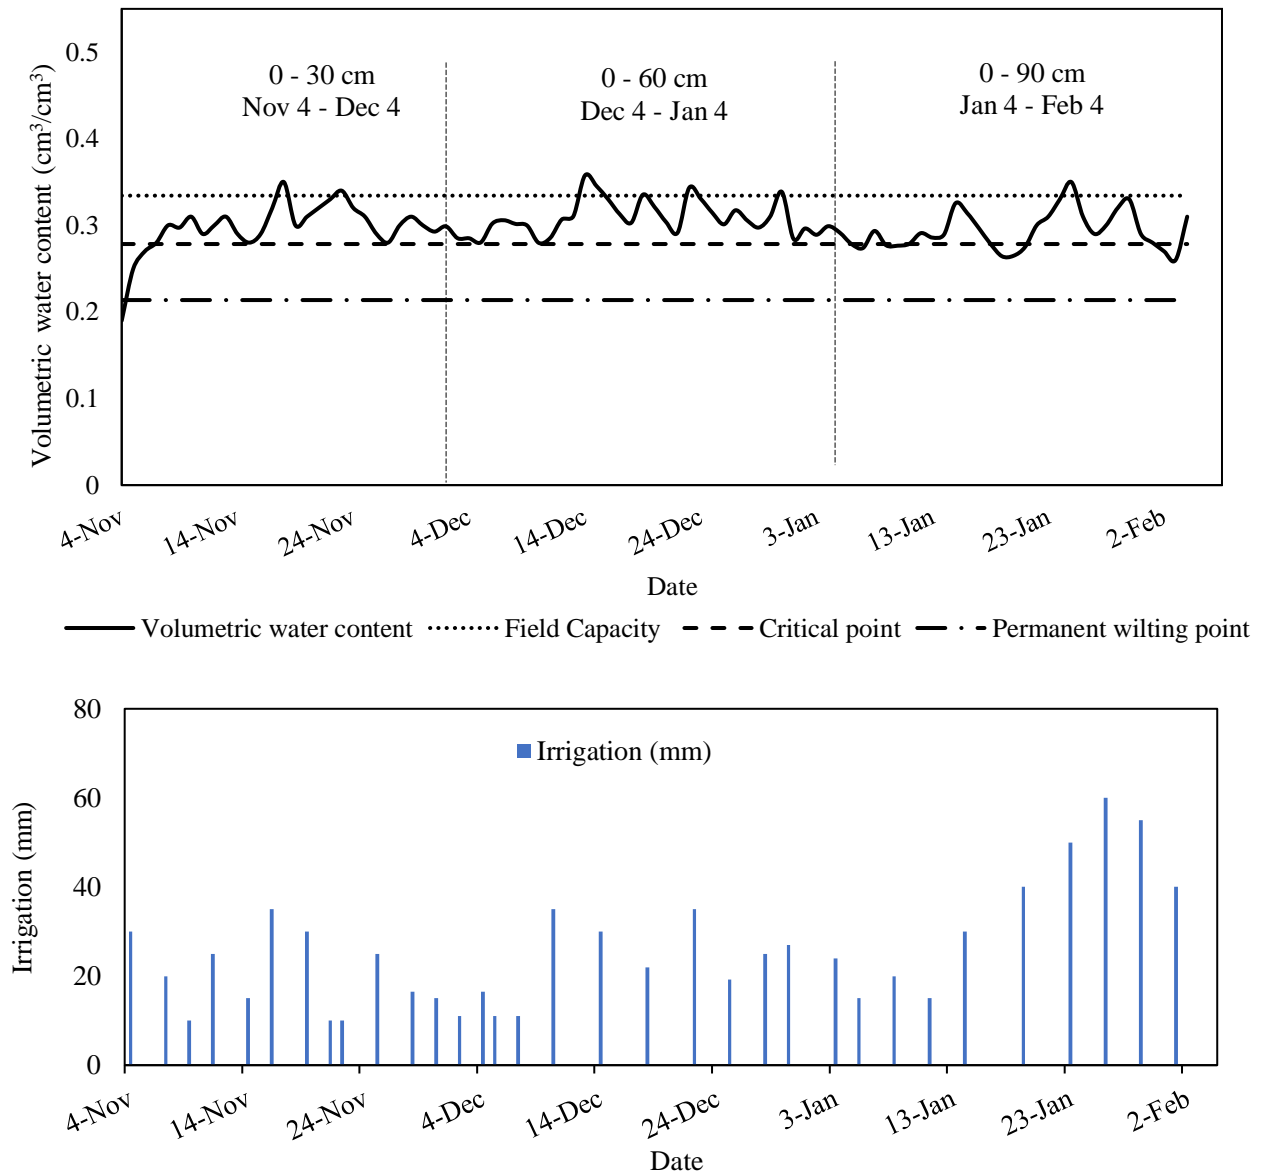 Volumetric water content (cm³/cm³)
0.5
0.4
0.3
0.2
0.1
0
0 - 30 cm
Nov 4 - Dec 4
0 - 60 cm
Dec 4 - Jan 4
0 - 90 cm
Jan 4 - Feb 4
4-Nov
14-Nov
24-Nov
4-Dec
14-Dec
24-Dec
3-Jan
13-Jan
23-Jan
2-Feb
Date
Volumetric water content
Field Capacity
Critical point
Permanent wilting point
Irrigation (mm)
80
60
40
20
0
Irrigation (mm)
4-Nov
14-Nov
24-Nov
4-Dec
14-Dec
24-Dec
3-Jan
13-Jan
23-Jan
2-Feb
Date